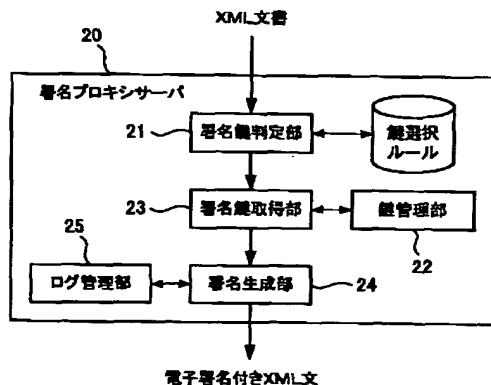 XML文書
20
署名プロキシサーバ
21
署名鍵判定部
鍵選択
ルール
23
署名鍵取得部
鍵管理部
22
25
ログ管理部
署名生成部
24
電子署名付きXML文